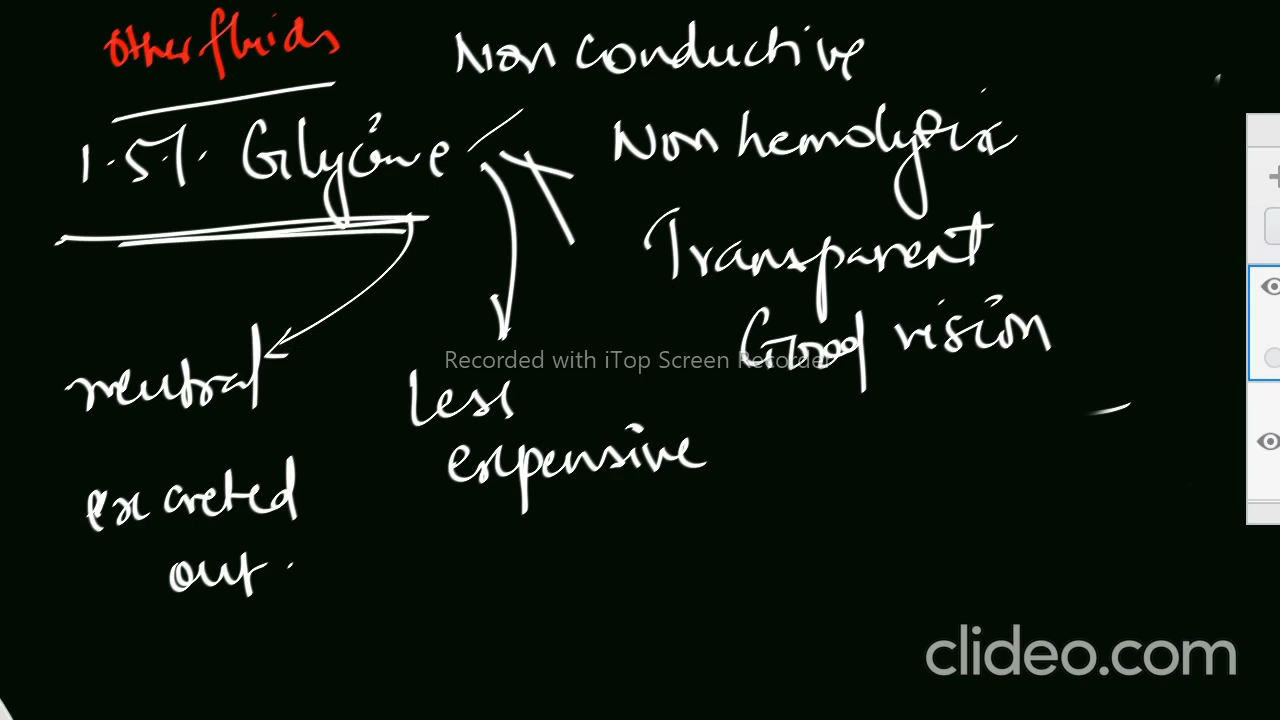 other fluids
Non conductive
1.5%. Glycine
Non hemolytic
Transparent
Good vision
Recorded with iTop Screen Recorder
neutral
Less
expensive
excreted
out.
clideo.com